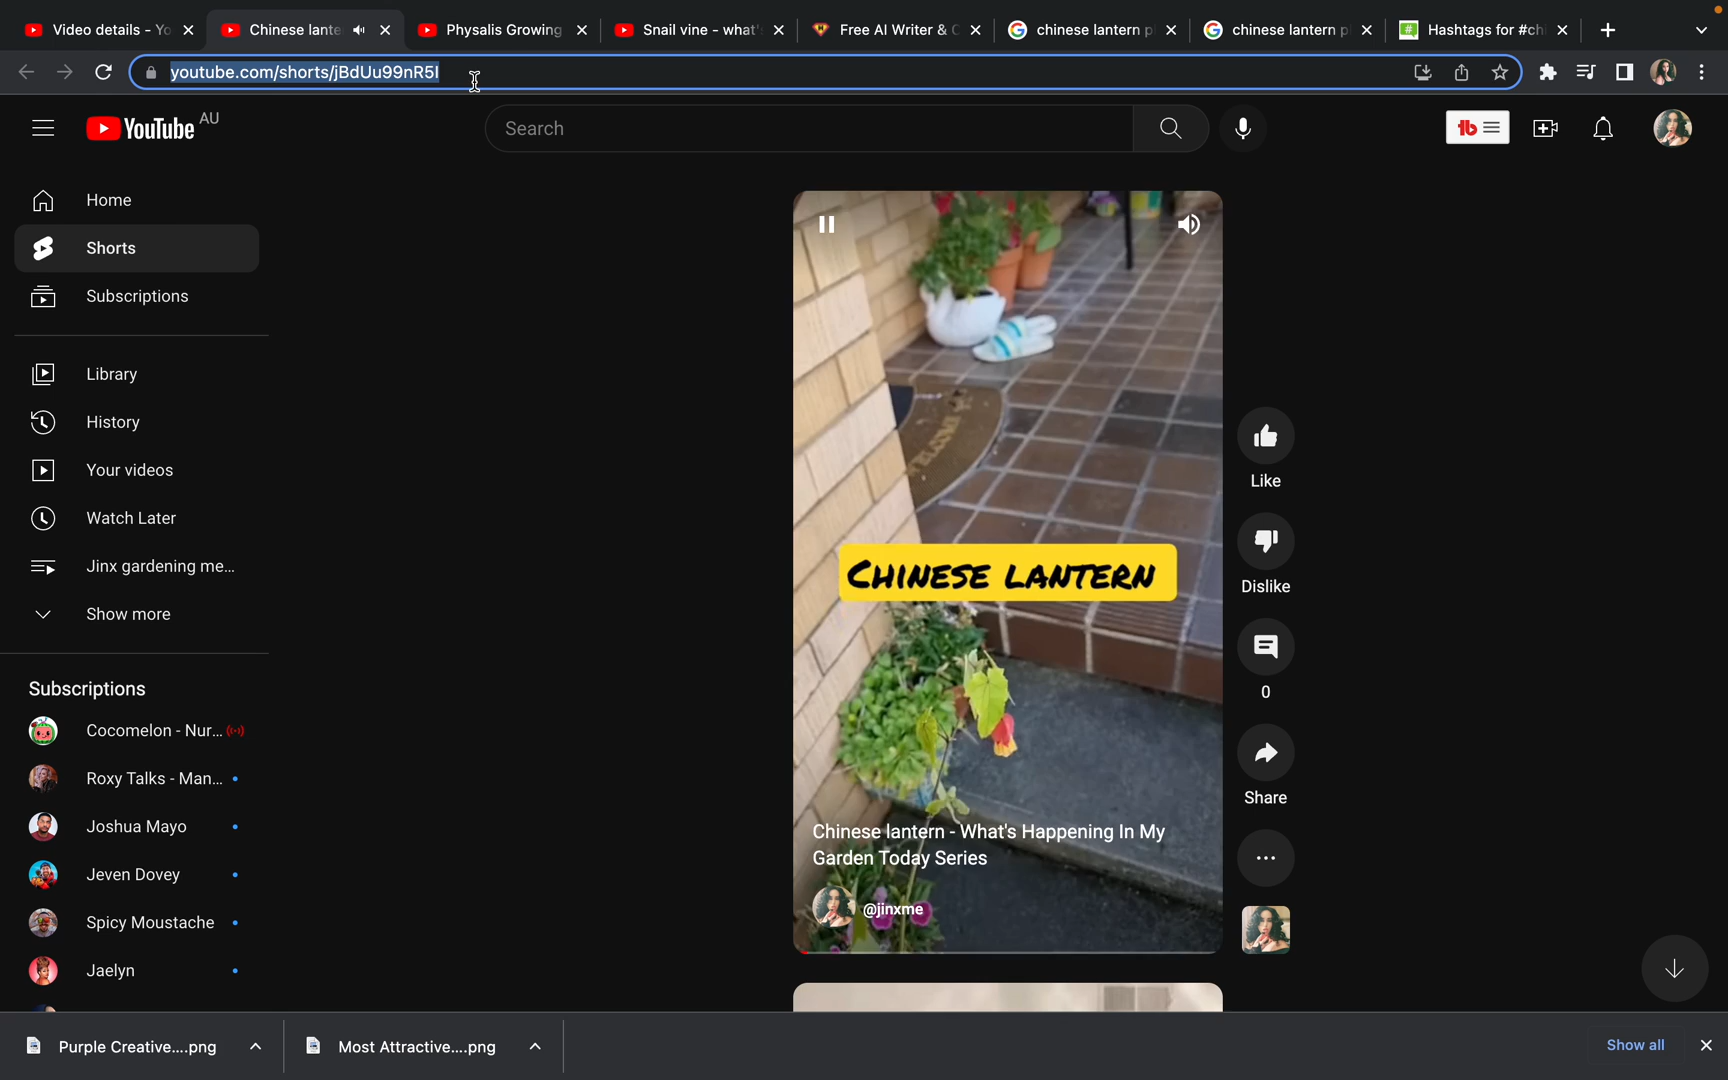 Video details - Yo
Chinese lante
Physalis Growing
Snail vine - what's
Free AI Writer & C
chinese lantern p
chinese lantern p
Hashtags for #chi
youtube.com/shorts/jBdUu99nR5I
YouTube AU
Search
tb
Home
Shorts
Subscriptions
Library
History
Your videos
Watch Later
Jinx gardening me...
Show more
Subscriptions
Cocomelon - Nur...
Roxy Talks - Man...
Joshua Mayo
Jeven Dovey
Spicy Moustache
Jaelyn
WELCOME
CHINESE LANTERN
Chinese lantern - What's Happening In My
Garden Today Series
@jinxme
Like
Dislike
0
Share
Purple Creative....png
Most Attractive....png
Show all